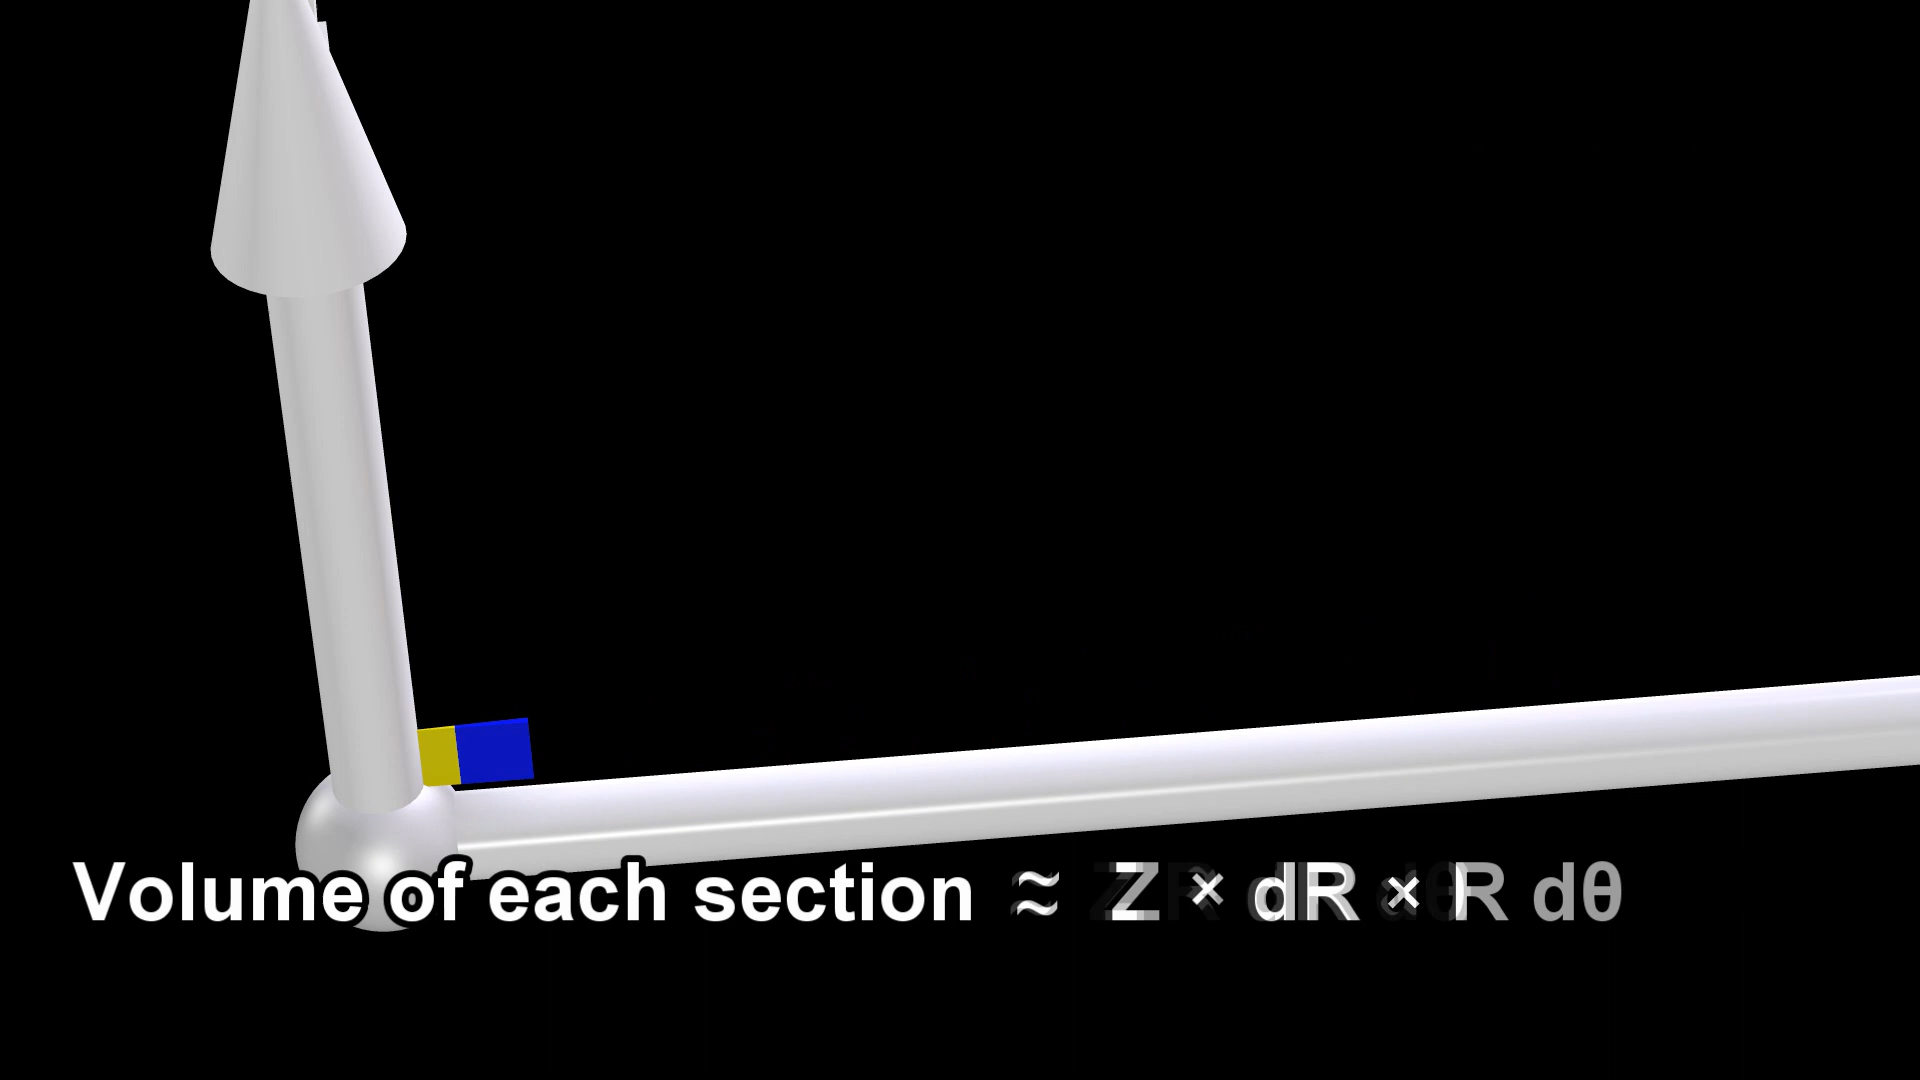 Volume of each section ≈ Z × dR × R dθ